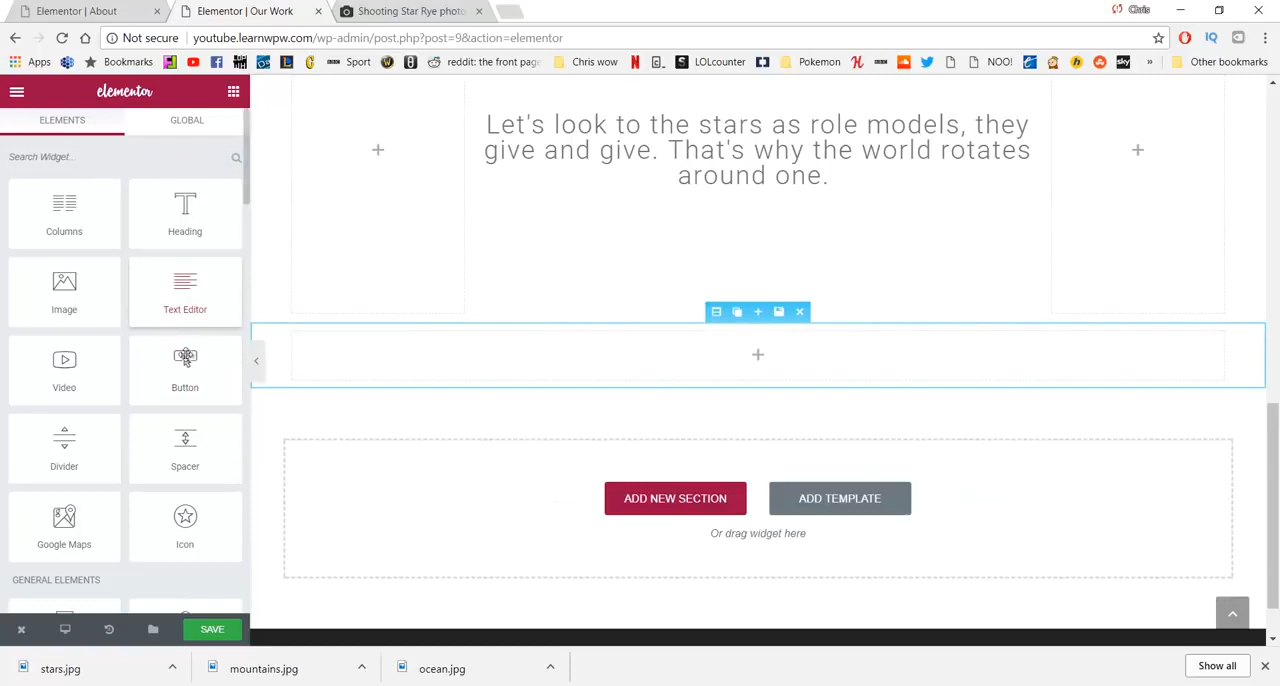 Elementor | About
Elementor | Our Work
Shooting Star Rye photo
Chris
Not secure
youtube.learnwpw.com/wp-admin/post.php?post=9&action=elementor
Apps
Bookmarks
Sport
reddit: the front page
Chris wow
LOLcounter
Pokemon
NOO!
sky
Other bookmarks
elementor
ELEMENTS
GLOBAL
Search Widget...
Columns
Heading
Image
Text Editor
Video
Button
Divider
Spacer
Google Maps
Icon
GENERAL ELEMENTS
SAVE
Let's look to the stars as role models, they
give and give. That's why the world rotates
around one.
ADD NEW SECTION
ADD TEMPLATE
Or drag widget here
stars.jpg
mountains.jpg
ocean.jpg
Show all